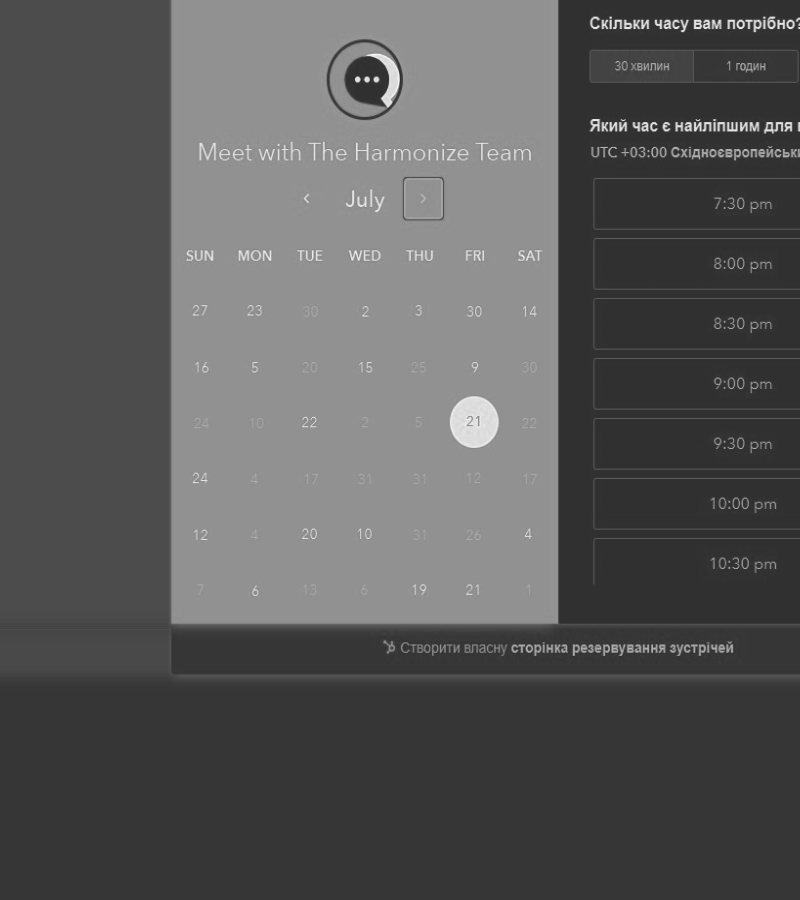 Meet with The Harmonize Team
July
SUN MON TUE WED THU FRI SAT
27 23 30 2 3 30 14
16 5 20 15 25 9 30
24 10 22 2 5 21 22
24 4 17 31 31 12 17
12 4 20 10 31 26 4
7 6 13 6 19 21 1
Скільки часу вам потрібно?
30 хвилин 1 годин
Який час є найліпшим для
UTC +03:00
7:30 pm
8:00 pm
8:30 pm
9:00 pm
9:30 pm
10:00 pm
10:30 pm
Створити власну сторінка резервування зустрічей